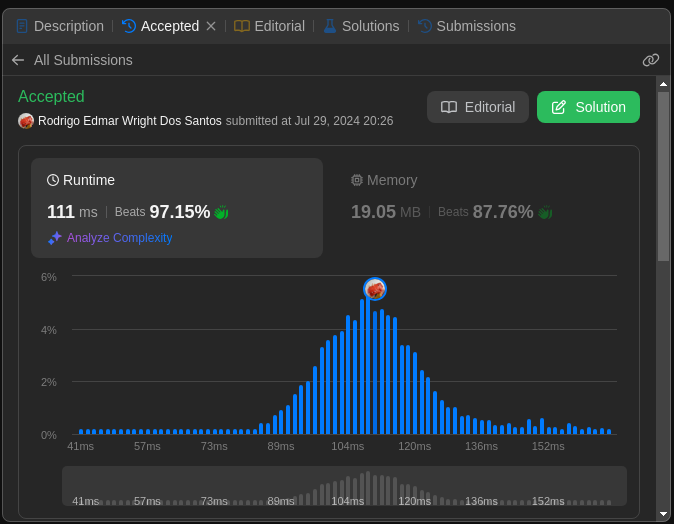 Description Accepted Editorial Solutions Submissions
All Submissions
Accepted
Rodrigo Edmar Wright Dos Santos submitted at Jul 29, 2024 20:26
Editorial Solution
Runtime
111 ms Beats 97.15%
Analyze Complexity
Memory
19.05 MB Beats 87.76%
6%
4%
2%
0%
41ms 57ms 73ms 89ms 104ms 120ms 136ms 152ms
41ms 57ms 73ms 89ms 104ms 120ms 136ms 152ms